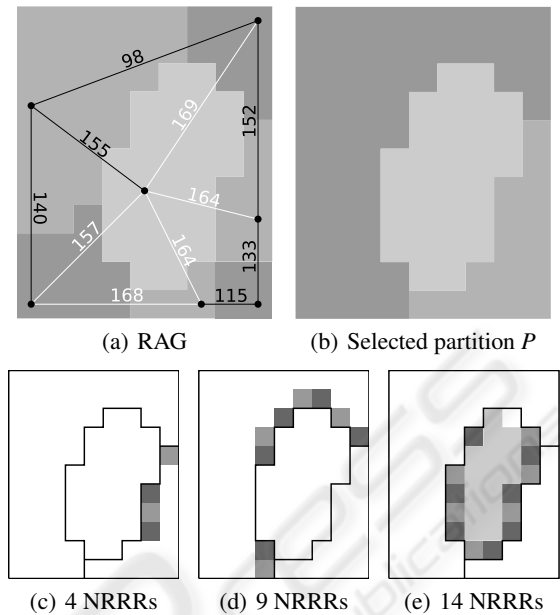 98
169
152
155
140
164
157
164
133
168
115
(a) RAG
(b) Selected partition P
(c) 4 NRRRs
(d) 9 NRRRs
(e) 14 NRRRs